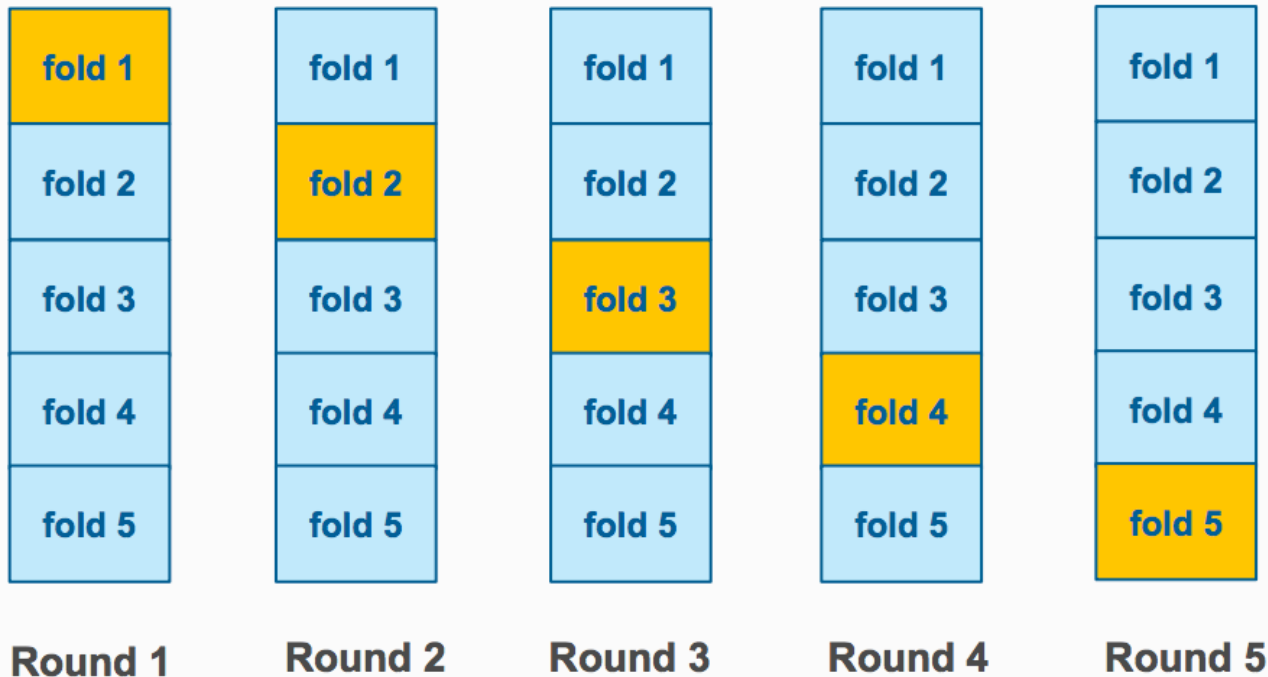 fold 1 fold 1 fold 1 fold 1 fold 1
fold 2 fold 2 fold 2 fold 2 fold 2
fold 3 fold 3 fold 3 fold 3 fold 3
fold 4 fold 4 fold 4 fold 4 fold 4
fold 5 fold 5 fold 5 fold 5 fold 5
Round 1 Round 2 Round 3 Round 4 Round 5